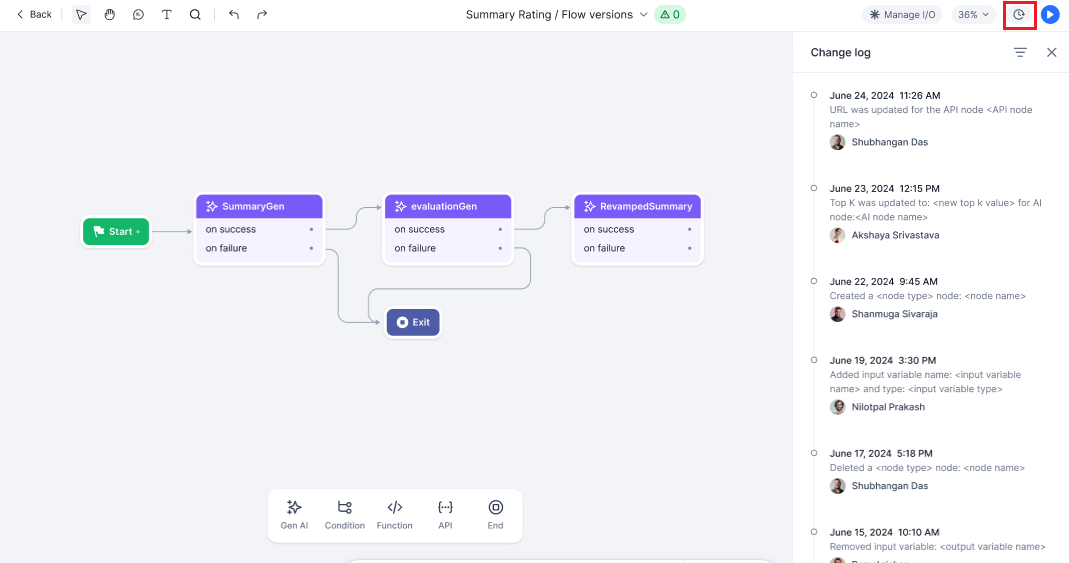 Back
T
Summary Rating / Flow versions
0
Manage I/O
36%
Change log
June 24, 2024 11:26 AM
URL was updated for the API node <API node
name>
Shubhangan Das
June 23, 2024 12:15 PM
Top K was updated to: <new top k value> for AI
node:<AI node name>
Akshaya Srivastava
June 22, 2024 9:45 AM
Created a <node type> node: <node name>
Shanmuga Sivaraja
June 19, 2024 3:30 PM
Added input variable name: <input variable
name> and type: <input variable type>
Nilotpal Prakash
June 17, 2024 5:18 PM
Deleted a <node type> node: <node name>
Shubhangan Das
June 15, 2024 10:10 AM
Removed input variable: <output variable name>
Start
SummaryGen
on success
on failure
evaluationGen
on success
on failure
RevampedSummary
on success
on failure
Exit
Gen AI
Condition
Function
API
End